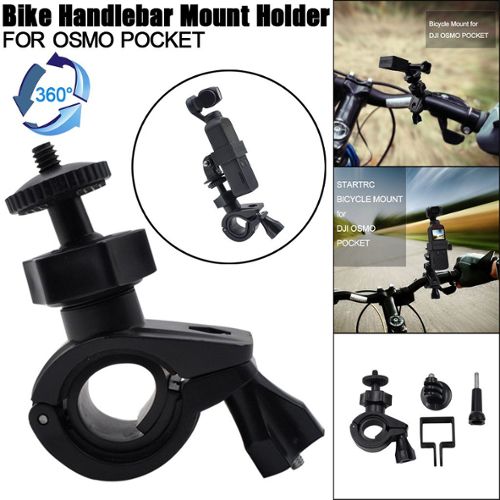 Bike Handlebar Mount Holder
FOR OSMO POCKET
360°
Bicycle Mount for
DJI OSMO POCKET
STARTRC
BICYCLE MOUNT
for
DJI OSMO
POCKET